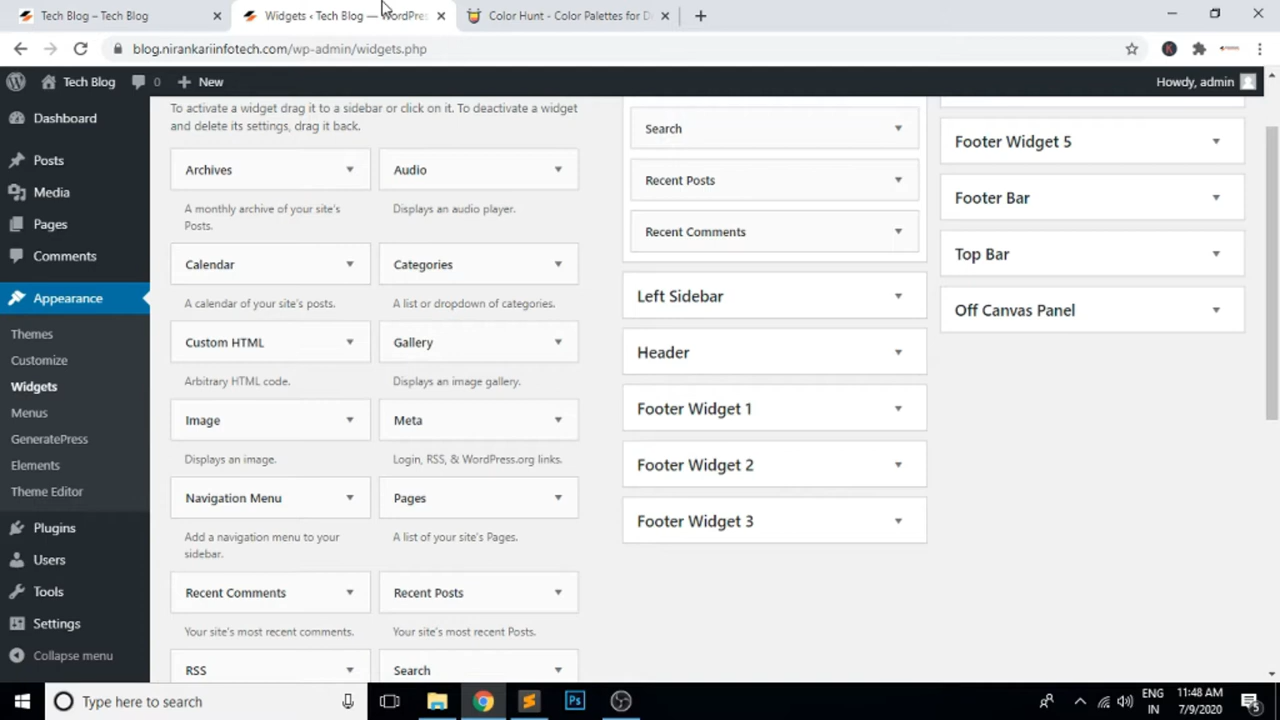 Tech Blog – Tech Blog
Widgets ‹ Tech Blog — WordPress
Color Hunt - Color Palettes for D
blog.nirankariinfotech.com/wp-admin/widgets.php
Tech Blog
0
New
Howdy, admin
Dashboard
Posts
Media
Pages
Comments
Appearance
Themes
Customize
Widgets
Menus
GeneratePress
Elements
Theme Editor
Plugins
Users
Tools
Settings
Collapse menu
To activate a widget drag it to a sidebar or click on it. To deactivate a widget
and delete its settings, drag it back.
Archives
A monthly archive of your site's
Posts.
Audio
Displays an audio player.
Calendar
A calendar of your site's posts.
Categories
A list or dropdown of categories.
Custom HTML
Arbitrary HTML code.
Gallery
Displays an image gallery.
Image
Displays an image.
Meta
Login, RSS, & WordPress.org links.
Navigation Menu
Add a navigation menu to your
sidebar.
Pages
A list of your site's Pages.
Recent Comments
Your site's most recent comments.
Recent Posts
Your site's most recent Posts.
RSS
Search
Search
Recent Posts
Recent Comments
Left Sidebar
Header
Footer Widget 1
Footer Widget 2
Footer Widget 3
Footer Widget 5
Footer Bar
Top Bar
Off Canvas Panel
Type here to search
Ps
ENG
IN
11:48 AM
7/9/2020
5